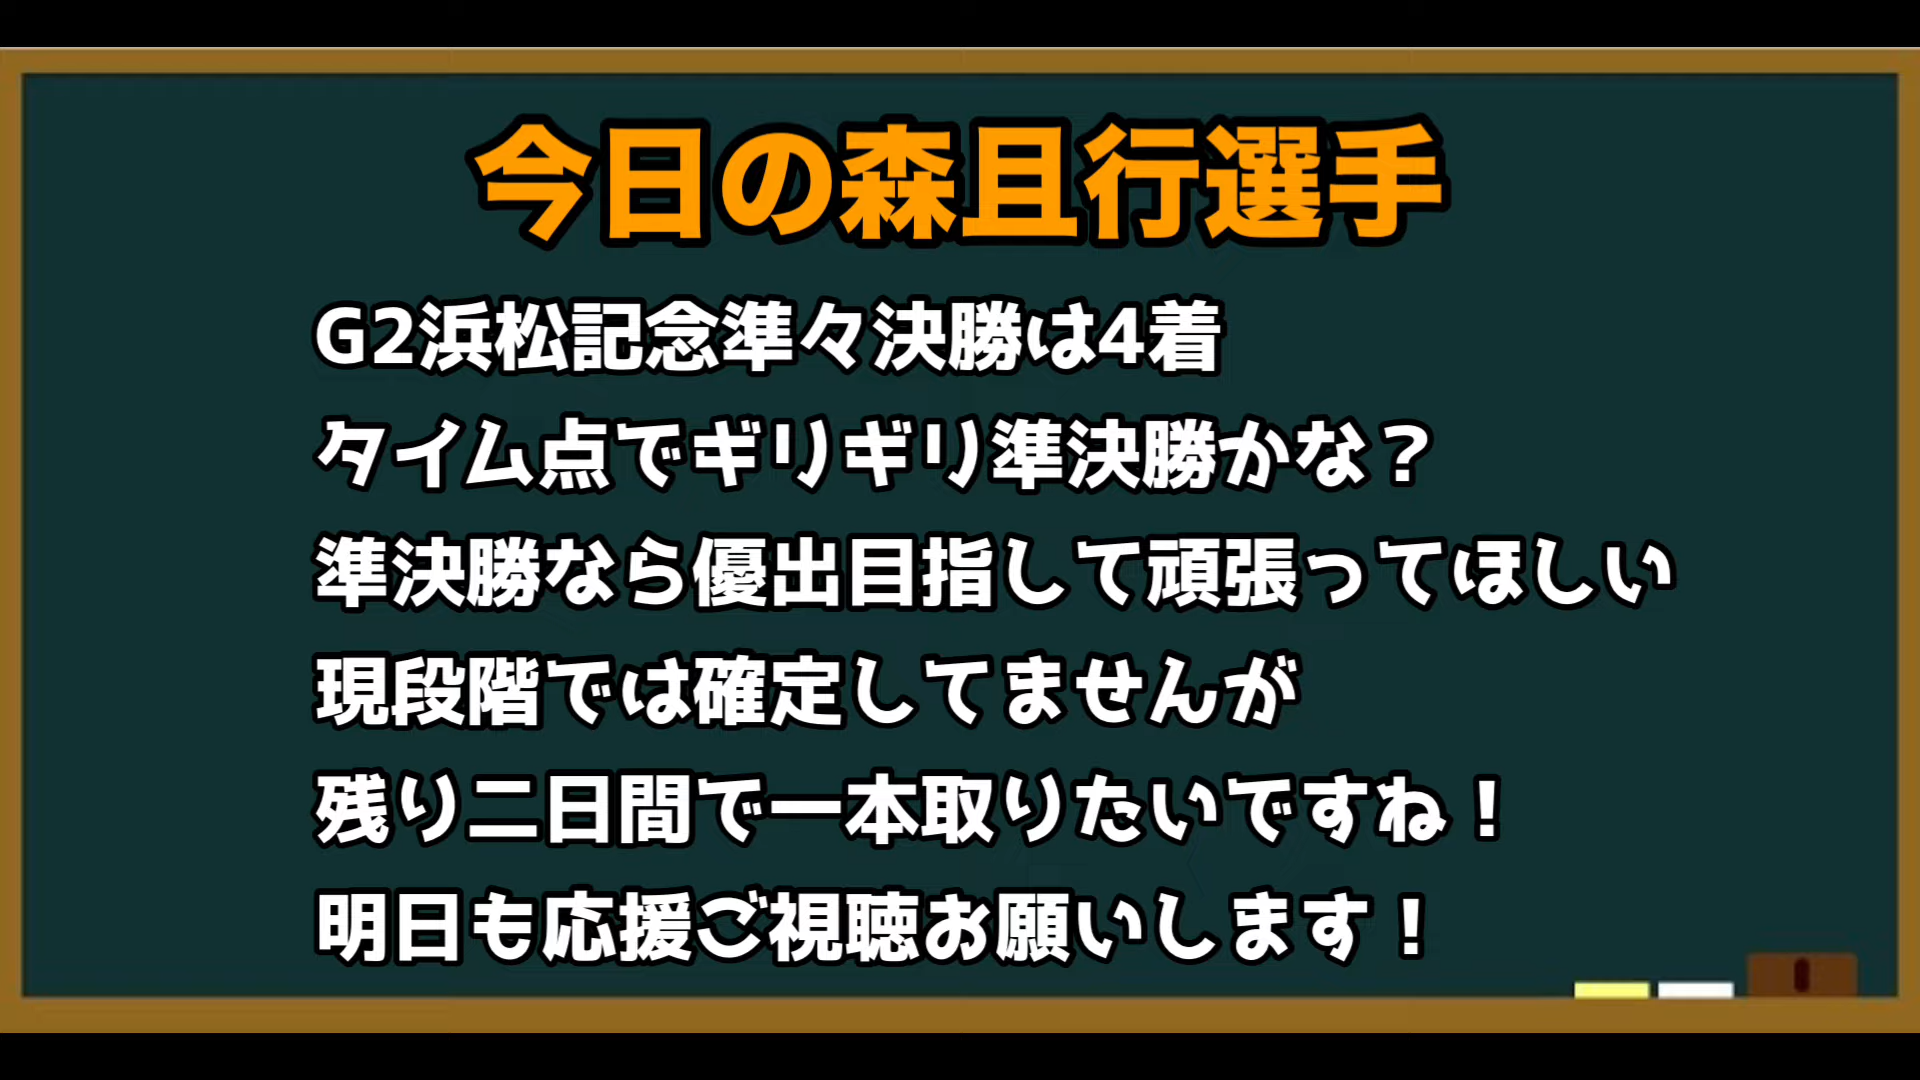 今日の森且行選手
G2浜松記念準々決勝は4着
タイム点でギリギリ準決勝かな？
準決勝なら優出目指して頑張ってほしい
現段階では確定してませんが
残り二日間で一本取りたいですね！
明日も応援ご視聴お願いします！